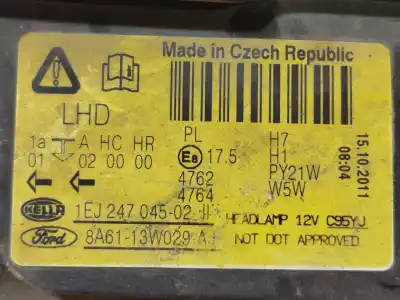 Made in Czech Republic
LHD
1a A HC HR
01 02 00 00
PL
E8 17.5
4762
4764
H7
H1
PY21W
W5W
15.10.2011
08:04
HELLA 1EJ 247 045-02 II
HEADLAMP 12V C95YJ
Ford 8A61-13W029-A
NOT DOT APPROVED